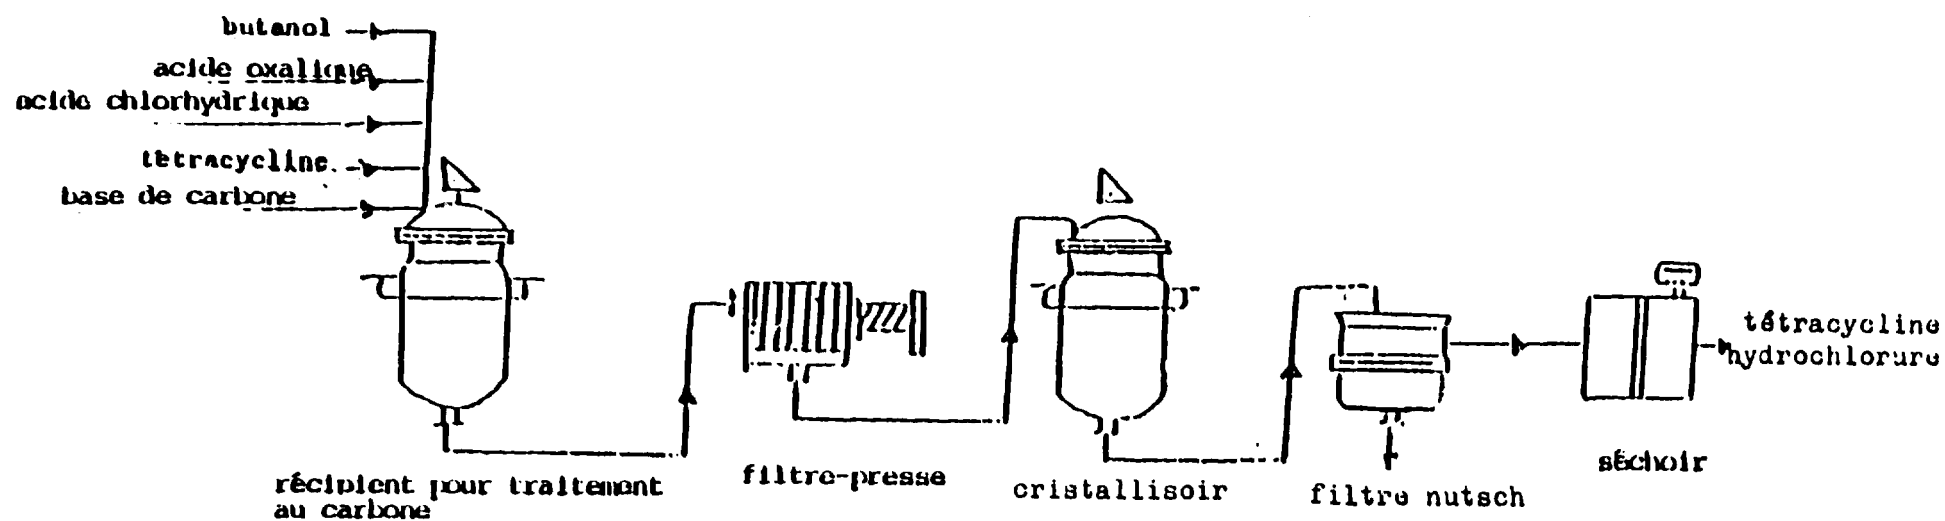 butanol
acide oxalique
acide chlorhydrique
tètracycline.
base de carbone
tétracycline
hydrochlorure
récipient pour traitement
au carbone
filtre-presse
cristallisoir
filtre nutsch
séchoir